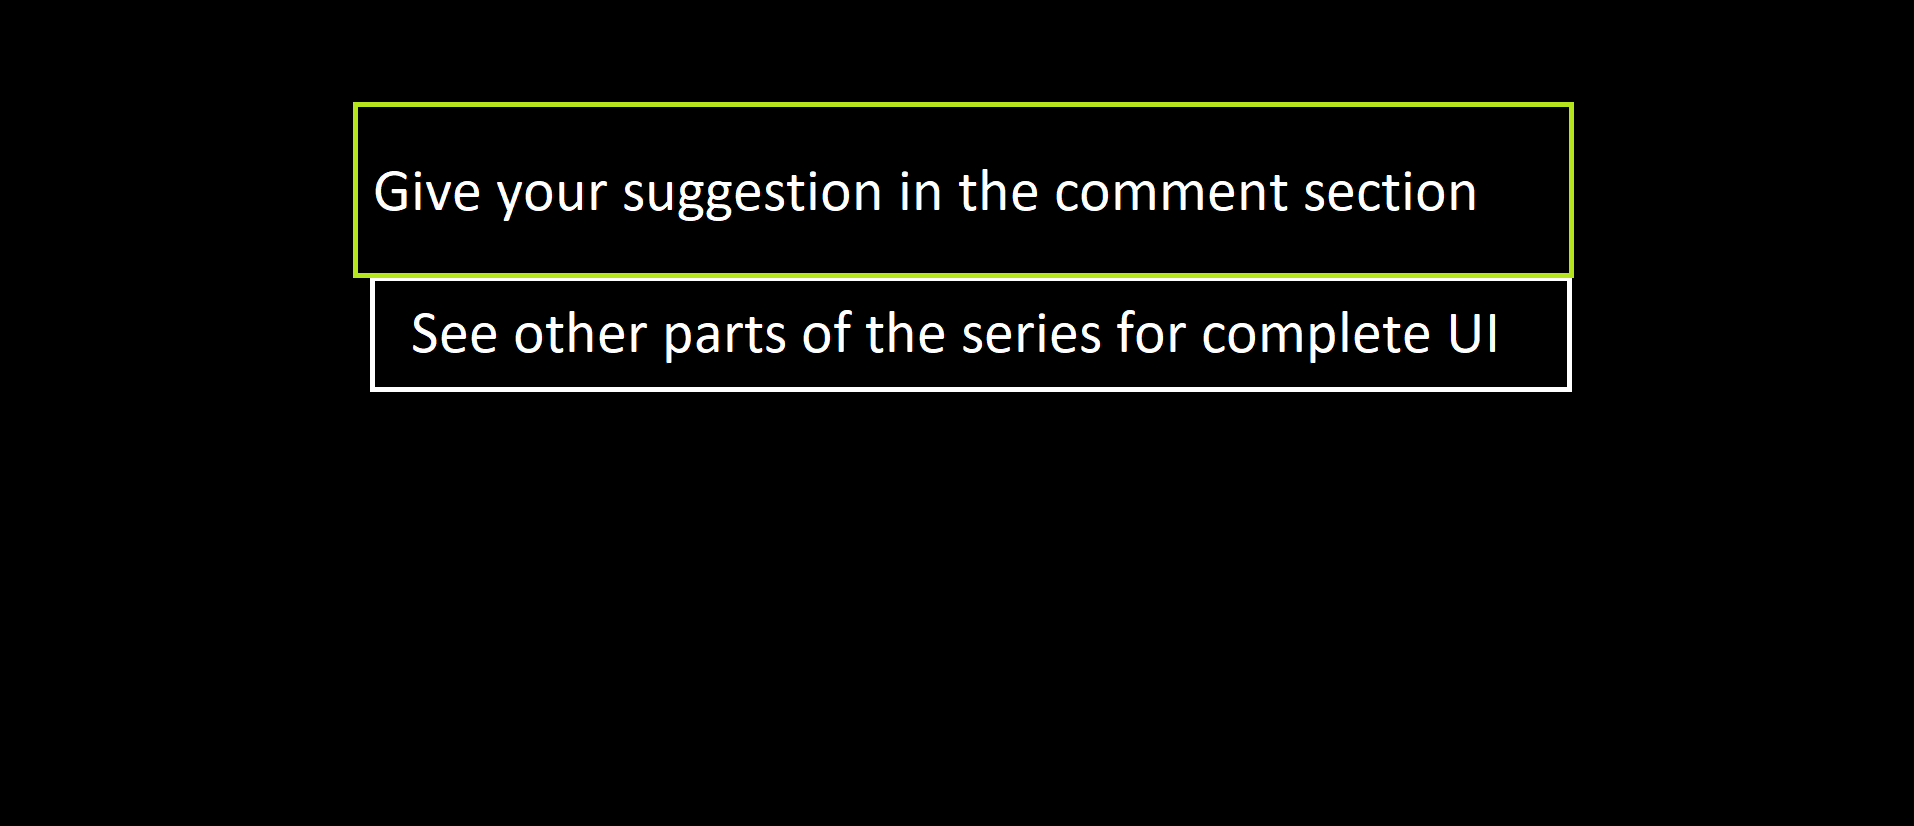 Give your suggestion in the comment section
See other parts of the series for complete UI